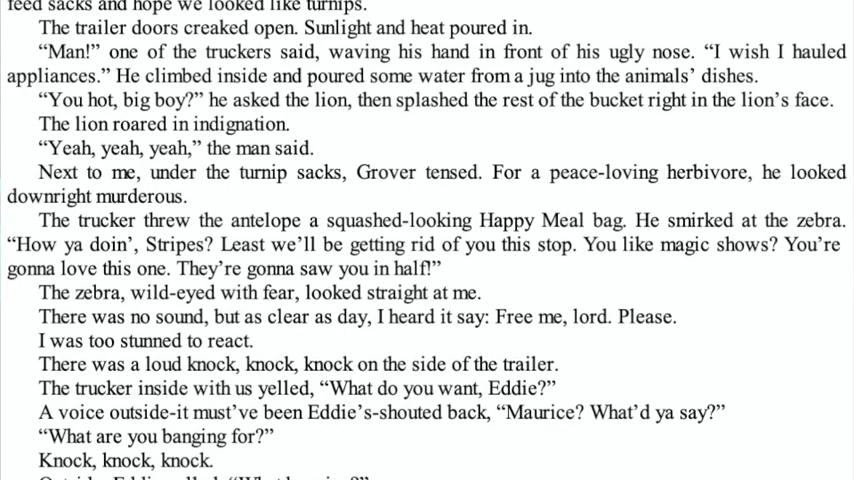 feed sacks and hope we looked like turnips.
The trailer doors creaked open. Sunlight and heat poured in.
“Man!” one of the truckers said, waving his hand in front of his ugly nose. “I wish I hauled
appliances.” He climbed inside and poured some water from a jug into the animals’ dishes.
“You hot, big boy?” he asked the lion, then splashed the rest of the bucket right in the lion’s face.
The lion roared in indignation.
“Yeah, yeah, yeah,” the man said.
Next to me, under the turnip sacks, Grover tensed. For a peace-loving herbivore, he looked
downright murderous.
The trucker threw the antelope a squashed-looking Happy Meal bag. He smirked at the zebra.
“How ya doin’, Stripes? Least we’ll be getting rid of you this stop. You like magic shows? You’re
gonna love this one. They’re gonna saw you in half!”
The zebra, wild-eyed with fear, looked straight at me.
There was no sound, but as clear as day, I heard it say: Free me, lord. Please.
I was too stunned to react.
There was a loud knock, knock, knock on the side of the trailer.
The trucker inside with us yelled, “What do you want, Eddie?”
A voice outside-it must’ve been Eddie’s-shouted back, “Maurice? What’d ya say?”
“What are you banging for?”
Knock, knock, knock.